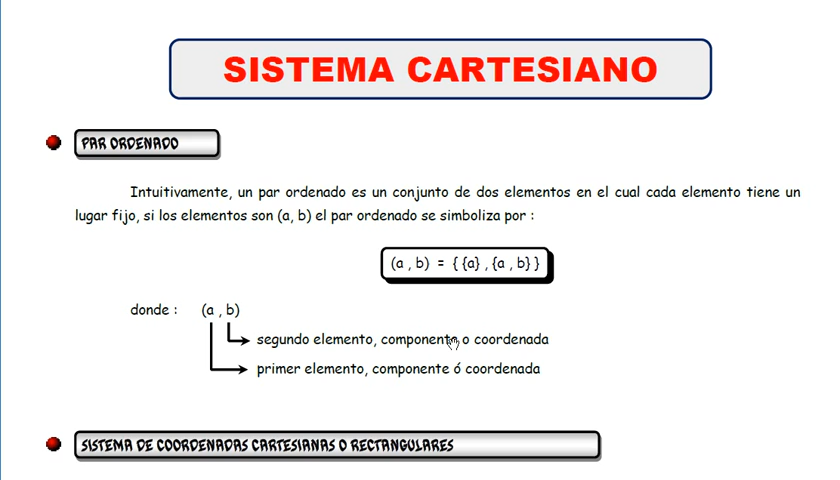 SISTEMA CARTESIANO
PAR ORDENADO
Intuitivamente, un par ordenado es un conjunto de dos elementos en el cual cada elemento tiene un
lugar fijo, si los elementos son (a, b) el par ordenado se simboliza por :
(a , b) = { {a} , {a , b} }
donde : (a , b)
segundo elemento, componente o coordenada
primer elemento, componente ó coordenada
SISTEMA DE COORDENADAS CARTESIANAS O RECTANGULARES